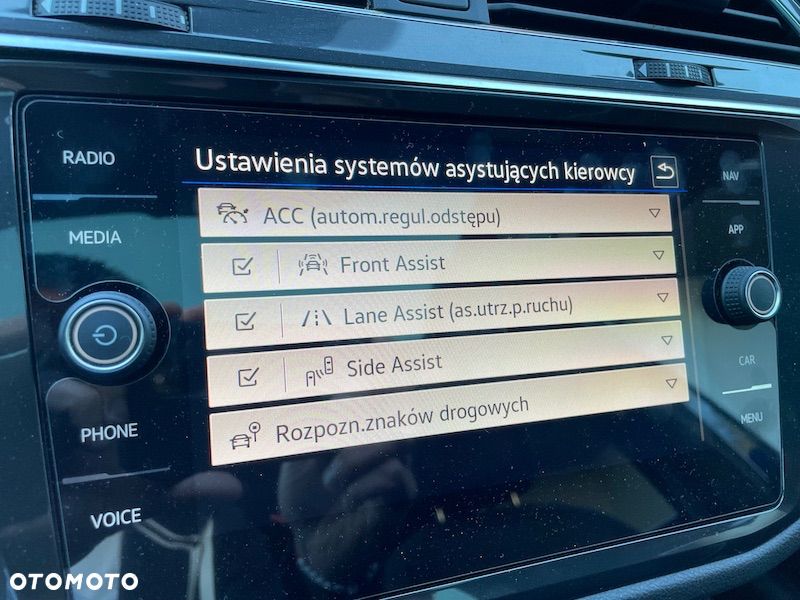 RADIO
MEDIA
PHONE
VOICE
Ustawienia systemów asystujących kierowcy
ACC (autom.regul.odstępu)
Front Assist
Lane Assist (as.utrz.p.ruchu)
Side Assist
Rozpozn.znaków drogowych
NAV
APP
CAR
MENU
OTOMOTO